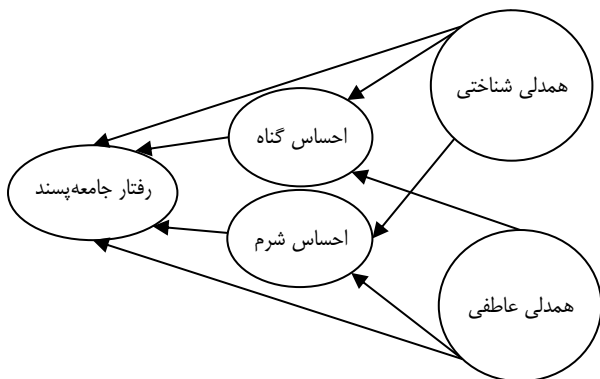 همدلی شناختی
احساس گناه
رفتار جامعه‌پسند
احساس شرم
همدلی عاطفی